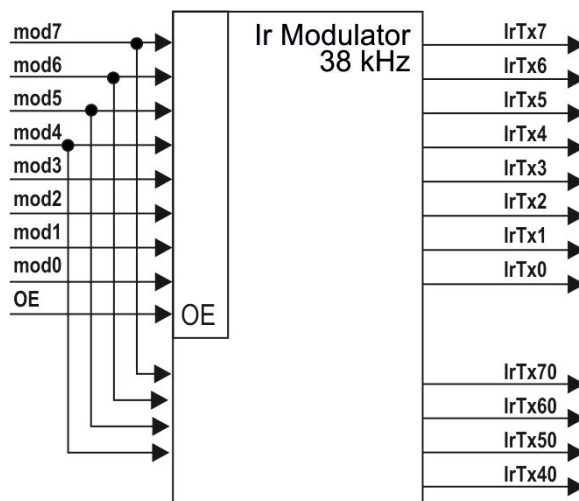 mod7
mod6
mod5
mod4
mod3
mod2
mod1
mod0
OE
OE
Ir Modulator
38 kHz
IrTx7
IrTx6
IrTx5
IrTx4
IrTx3
IrTx2
IrTx1
IrTx0
IrTx70
IrTx60
IrTx50
IrTx40